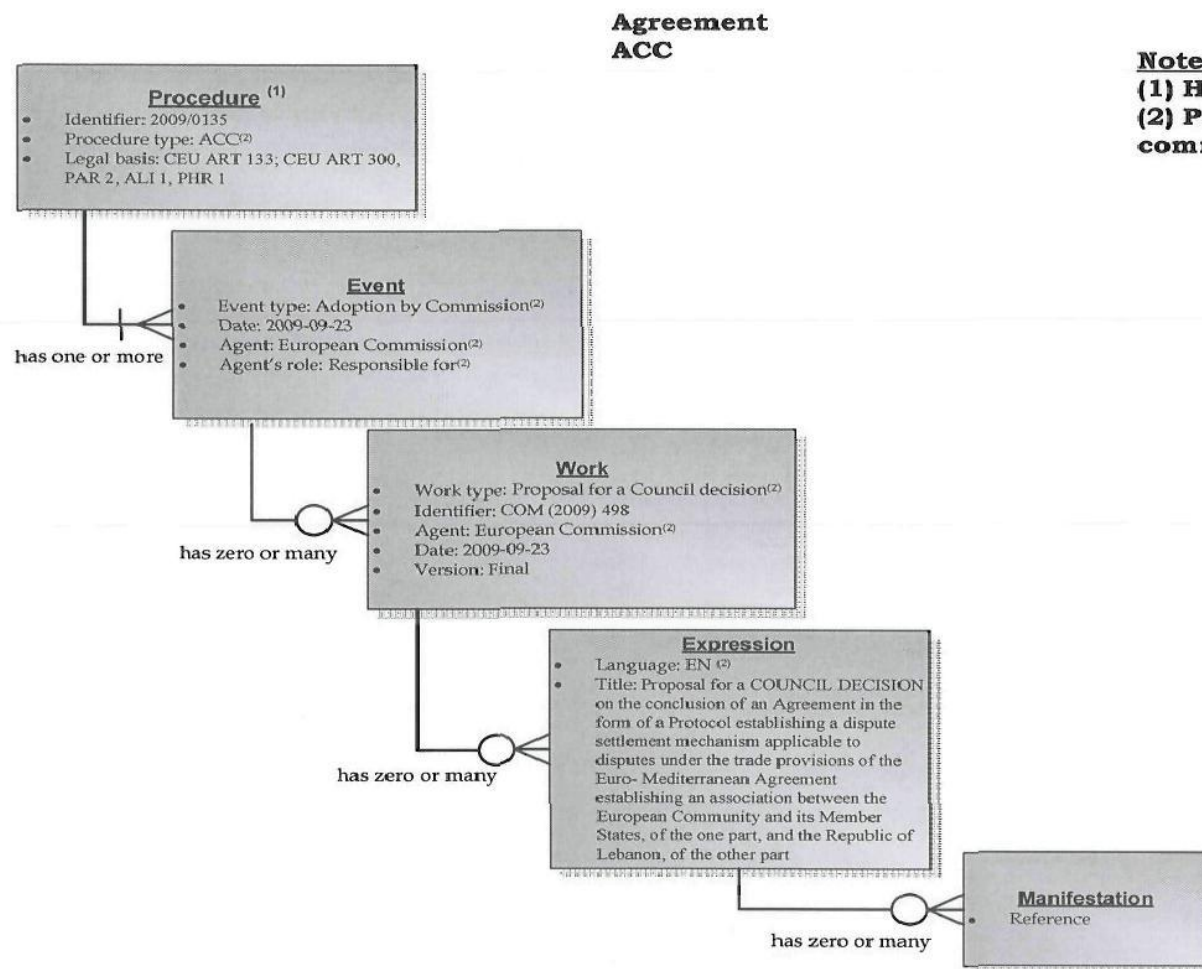 Agreement
ACC
Note
(1) H
(2) P
com
Procedure (1)
• Identifier: 2009/0135
• Procedure type: ACC(2)
• Legal basis: CEU ART 133; CEU ART 300,
PAR 2, ALI 1, PHR 1
has one or more
Event
• Event type: Adoption by Commission(2)
• Date: 2009-09-23
• Agent: European Commission(2)
• Agent's role: Responsible for(2)
has zero or many
Work
• Work type: Proposal for a Council decision(2)
• Identifier: COM (2009) 498
• Agent: European Commission(2)
• Date: 2009-09-23
• Version: Final
has zero or many
Expression
• Language: EN (2)
• Title: Proposal for a COUNCIL DECISION
on the conclusion of an Agreement in the
form of a Protocol establishing a dispute
settlement mechanism applicable to
disputes under the trade provisions of the
Euro- Mediterranean Agreement
establishing an association between the
European Community and its Member
States, of the one part, and the Republic of
Lebanon, of the other part
has zero or many
Manifestation
• Reference